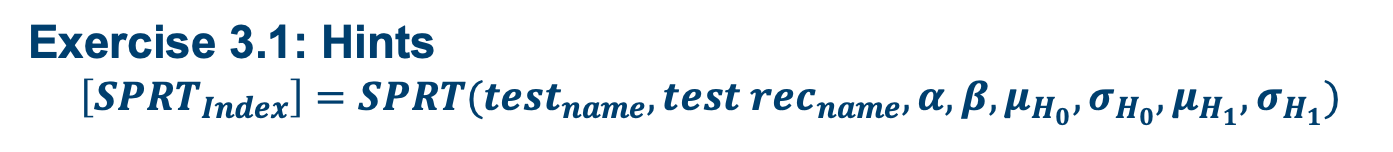 Exercise 3.1: Hints
[SPRT_Index] = SPRT(test_name, test rec_name, α, β, μ_H₀, σ_H₀, μ_H₁, σ_H₁)